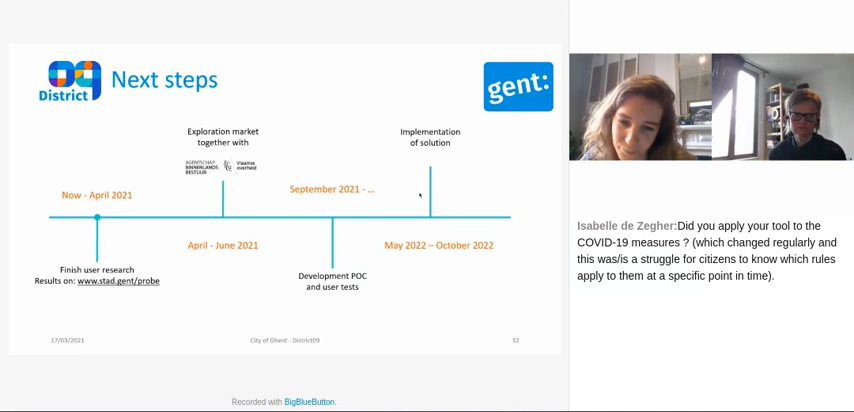 District
Next steps
gent:
Exploration market
together with
AGENTSCHAP
BINNENLANDS
BESTUUR
Vlaamse
overheid
Implementation
of solution
Now - April 2021
September 2021 - ...
April - June 2021
May 2022 – October 2022
Finish user research
Results on: www.stad.gent/probe
Development POC
and user tests
17/03/2021
City of Ghent - District09
32
Recorded with BigBlueButton.
Isabelle de Zegher:Did you apply your tool to the
COVID-19 measures ? (which changed regularly and
this was/is a struggle for citizens to know which rules
apply to them at a specific point in time).